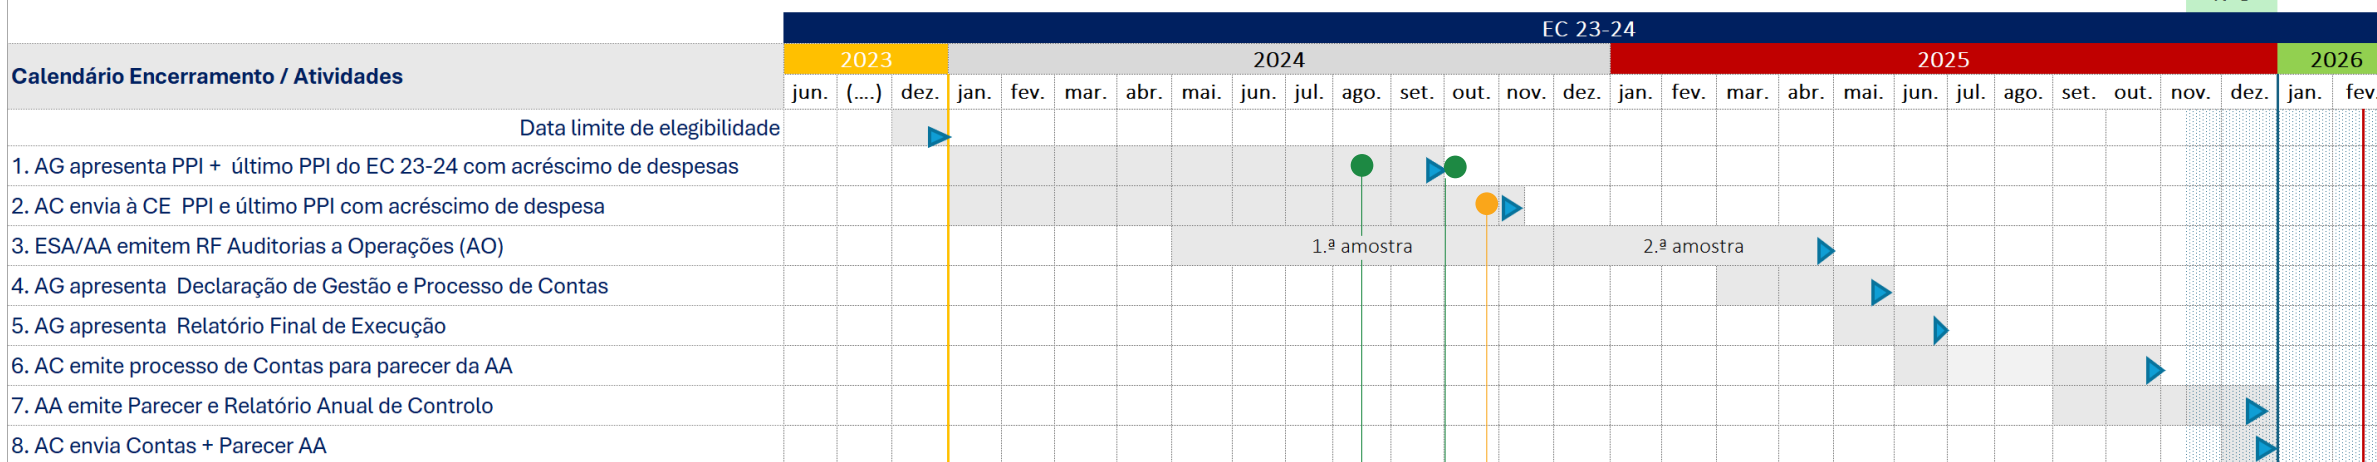 EC 23-24
Calendário Encerramento / Atividades
2023 2024 2025 2026
jun. (....) dez. jan. fev. mar. abr. mai. jun. jul. ago. set. out. nov. dez. jan. fev. mar. abr. mai. jun. jul. ago. set. out. nov. dez. jan. fev.
Data limite de elegibilidade
1. AG apresenta PPI + último PPI do EC 23-24 com acréscimo de despesas
2. AC envia à CE PPI e último PPI com acréscimo de despesa
3. ESA/AA emitem RF Auditorias a Operações (AO) 1.ª amostra 2.ª amostra
4. AG apresenta Declaração de Gestão e Processo de Contas
5. AG apresenta Relatório Final de Execução
6. AC emite processo de Contas para parecer da AA
7. AA emite Parecer e Relatório Anual de Controlo
8. AC envia Contas + Parecer AA